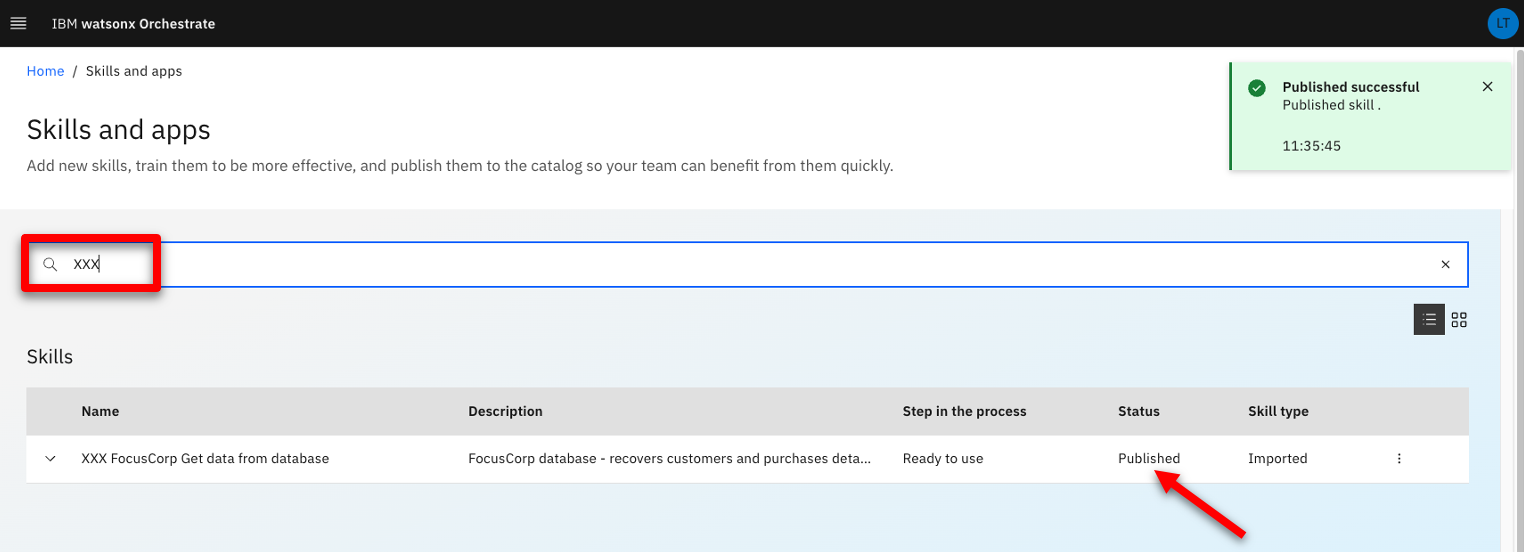 IBM watsonx Orchestrate
LT
Home / Skills and apps
Published successful
Published skill .
11:35:45
Skills and apps
Add new skills, train them to be more effective, and publish them to the catalog so your team can benefit from them quickly.
XXX
Skills
Name Description Step in the process Status Skill type
XXX FocusCorp Get data from database FocusCorp database - recovers customers and purchases deta... Ready to use Published Imported